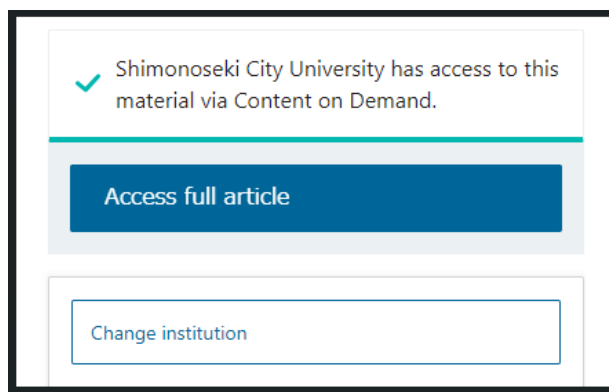 Shimonoseki City University has access to this
material via Content on Demand.
Access full article
Change institution